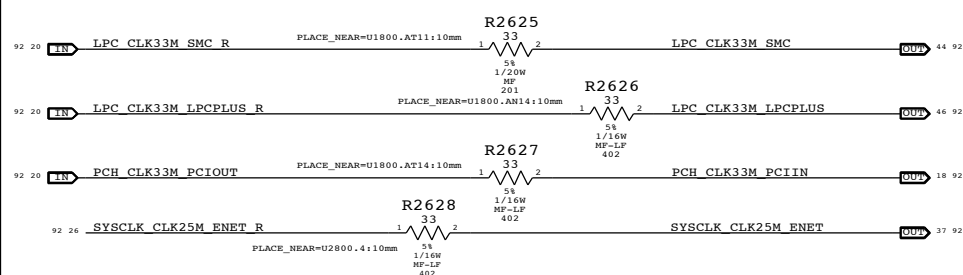 R2625
92 20 IN LPC_CLK33M_SMC_R PLACE_NEAR=U1800.AT11:10mm 1 33 2 LPC_CLK33M_SMC OUT 44 92
5%
1/20W
MF
201
R2626
92 20 IN LPC_CLK33M_LPCPLUS_R PLACE_NEAR=U1800.AN14:10mm 1 33 2 LPC_CLK33M_LPCPLUS OUT 46 92
5%
1/16W
MF-LF
402
R2627
92 20 IN PCH_CLK33M_PCIOUT PLACE_NEAR=U1800.AT14:10mm 1 33 2 PCH_CLK33M_PCIIN OUT 18 92
5%
1/16W
MF-LF
402
R2628
92 26 SYSCLK_CLK25M_ENET_R 1 33 2 SYSCLK_CLK25M_ENET OUT 37 92
PLACE_NEAR=U2800.4:10mm
5%
1/16W
MF-LF
402